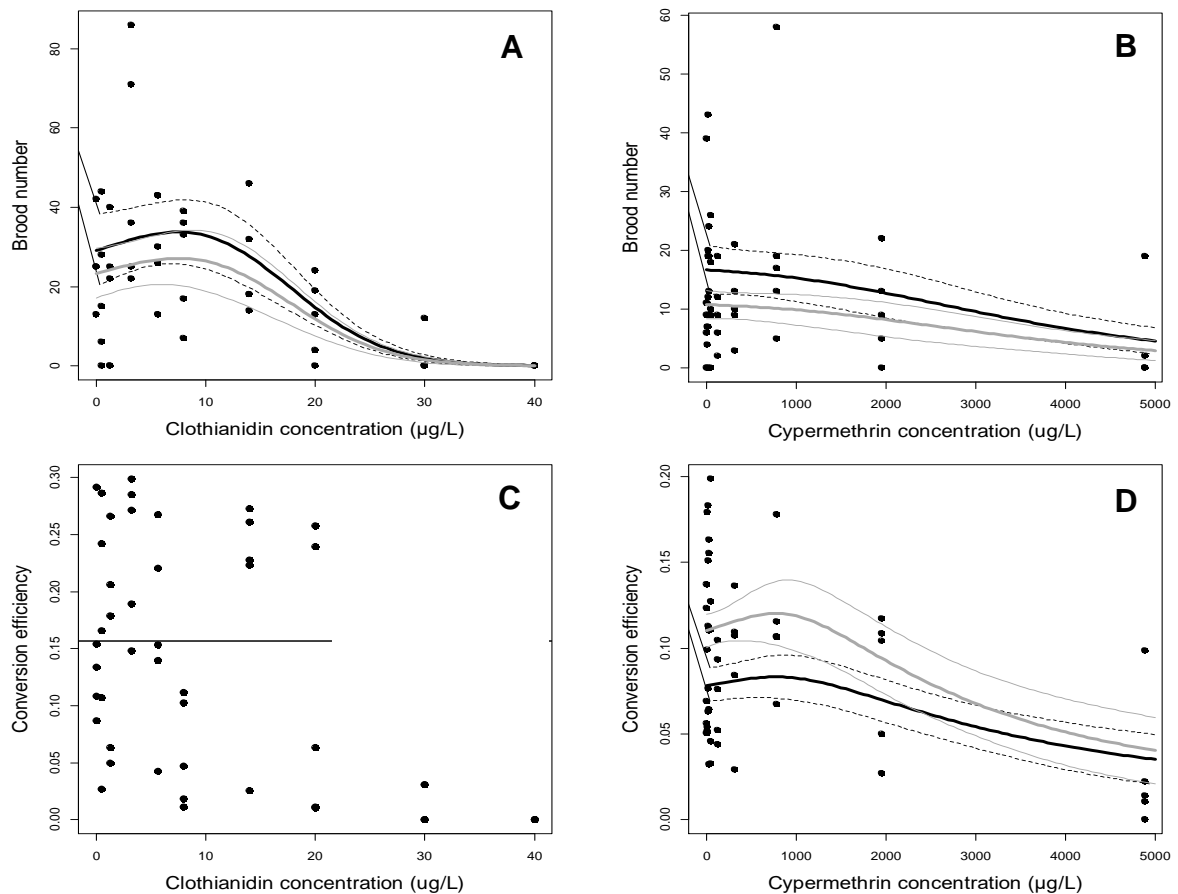 A
Brood number
0 20 40 60 80
0 10 20 30 40
Clothianidin concentration (µg/L)
B
Brood number
0 10 20 30 40 50 60
0 1000 2000 3000 4000 5000
Cypermethrin concentration (ug/L)
C
Conversion efficiency
0.00 0.05 0.10 0.15 0.20 0.25 0.30
0 10 20 30 40
Clothianidin concentration (ug/L)
D
Conversion efficiency
0.00 0.05 0.10 0.15 0.20
0 1000 2000 3000 4000 5000
Cypermethrin concentration (µg/L)